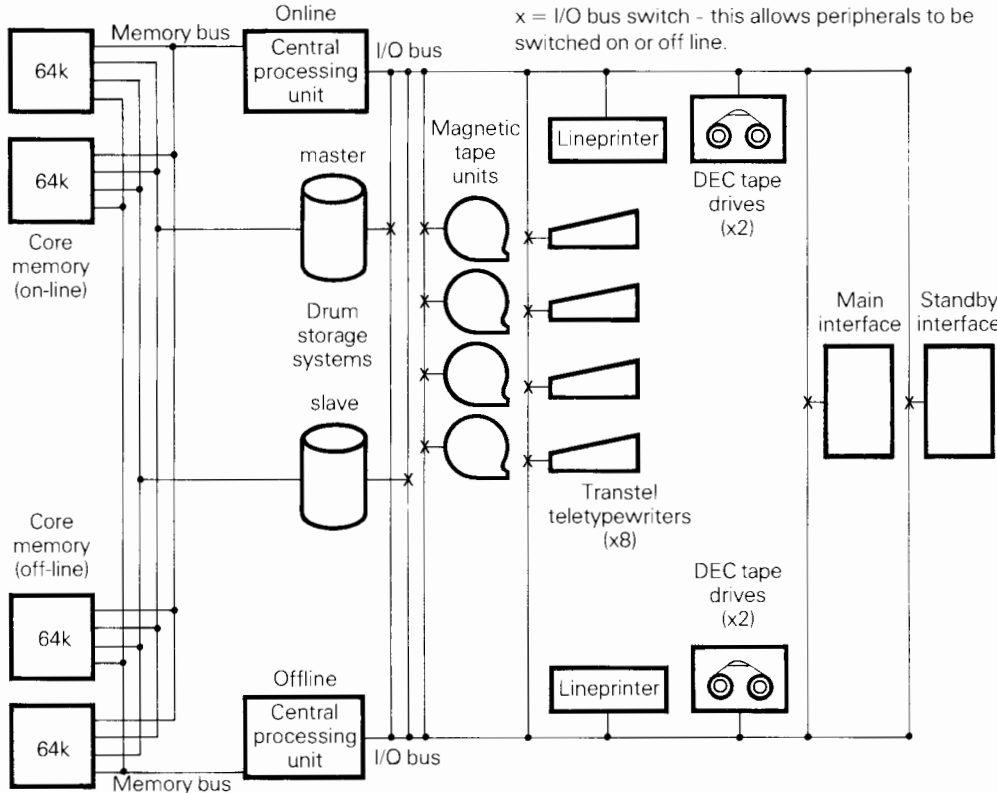 Online
x = I/O bus switch - this allows peripherals to be
switched on or off line.
Memory bus
I/O bus
64k
Central
processing
unit
64k
Core
memory
(on-line)
master
Drum
storage
systems
slave
Magnetic
tape
units
Lineprinter
DEC tape
drives
(x2)
Transtel
teletypewriters
(x8)
Main
interface
Standby
interface
Core
memory
(off-line)
64k
64k
Offline
Central
processing
unit
Memory bus
I/O bus
Lineprinter
DEC tape
drives
(x2)